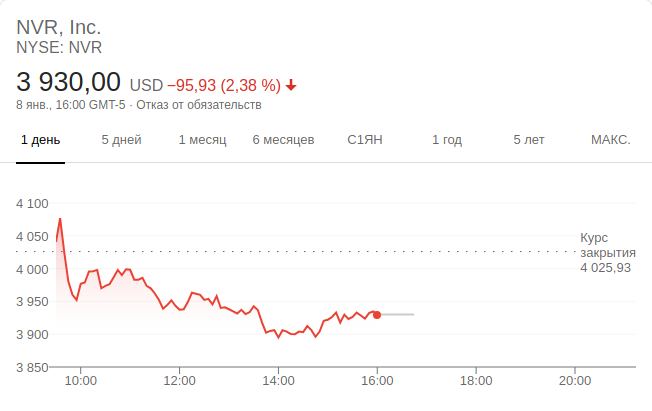 NVR, Inc.
NYSE: NVR
3 930,00 USD −95,93 (2,38 %)
8 янв., 16:00 GMT-5 · Отказ от обязательств
1 день 5 дней 1 месяц 6 месяцев С1ЯН 1 год 5 лет МАКС.
4 100
4 050
4 000
3 950
3 900
3 850
Курс
закрытия
4 025,93
10:00 12:00 14:00 16:00 18:00 20:00